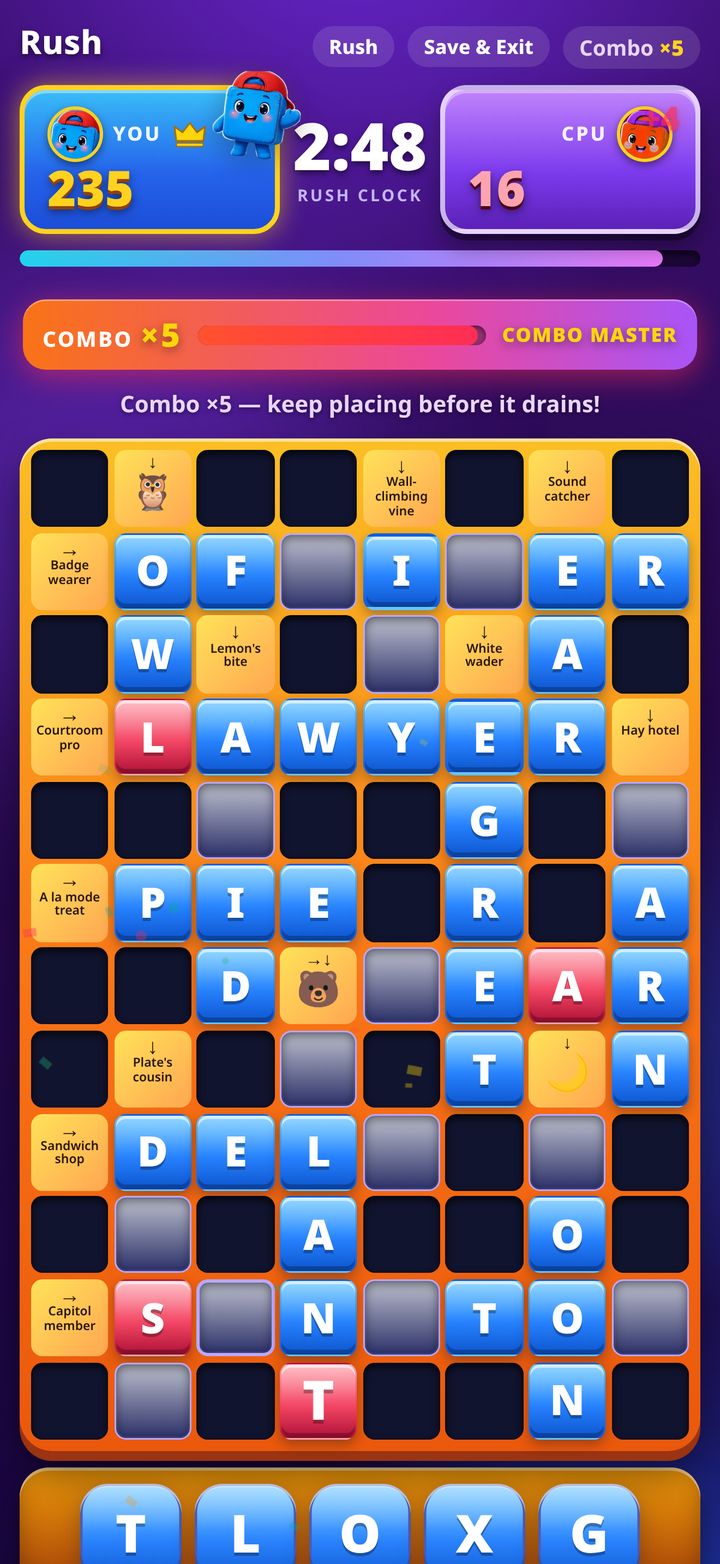 Rush
Rush
Save & Exit
Combo ×5
YOU
235
2:48
RUSH CLOCK
CPU
+4
16
COMBO ×5
COMBO MASTER
Combo ×5 — keep placing before it drains!
↓
↓ Wall-climbing vine
↓ Sound catcher
→ Badge wearer
O F I E R
W
↓ Lemon's bite
↓ White wader
A
→ Courtroom pro
L A W Y E R
↓ Hay hotel
G
→ A la mode treat
P I E R A
D
→↓
E A R
↓ Plate's cousin
T
↓
N
→ Sandwich shop
D E L
A O
→ Capitol member
S N T O
T N
T L O X G